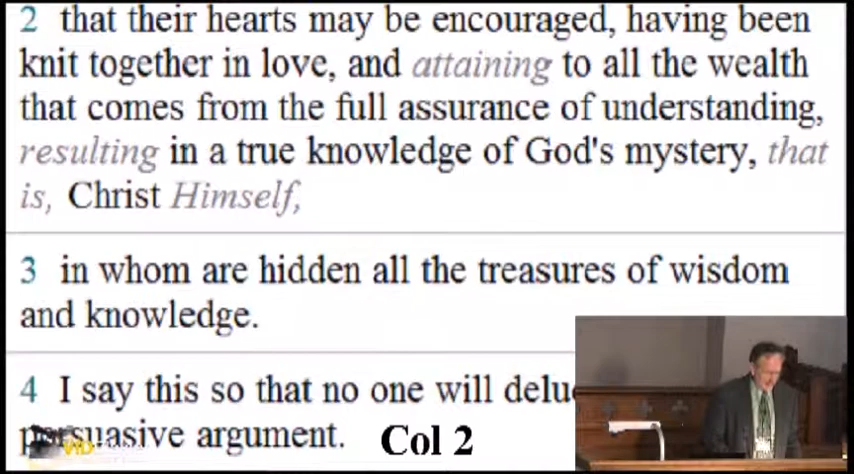 2 that their hearts may be encouraged, having been
knit together in love, and attaining to all the wealth
that comes from the full assurance of understanding,
resulting in a true knowledge of God's mystery, that
is, Christ Himself,
3 in whom are hidden all the treasures of wisdom
and knowledge.
4 I say this so that no one will delu
persuasive argument.
Col 2